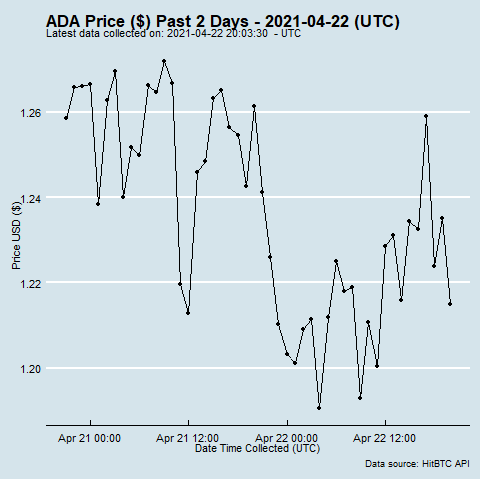 ADA Price ($) Past 2 Days - 2021-04-22 (UTC)
Latest data collected on: 2021-04-22 20:03:30 - UTC
1.26
1.24
1.22
1.20
Price USD ($)
Apr 21 00:00 Apr 21 12:00 Apr 22 00:00 Apr 22 12:00
Date Time Collected (UTC)
Data source: HitBTC API